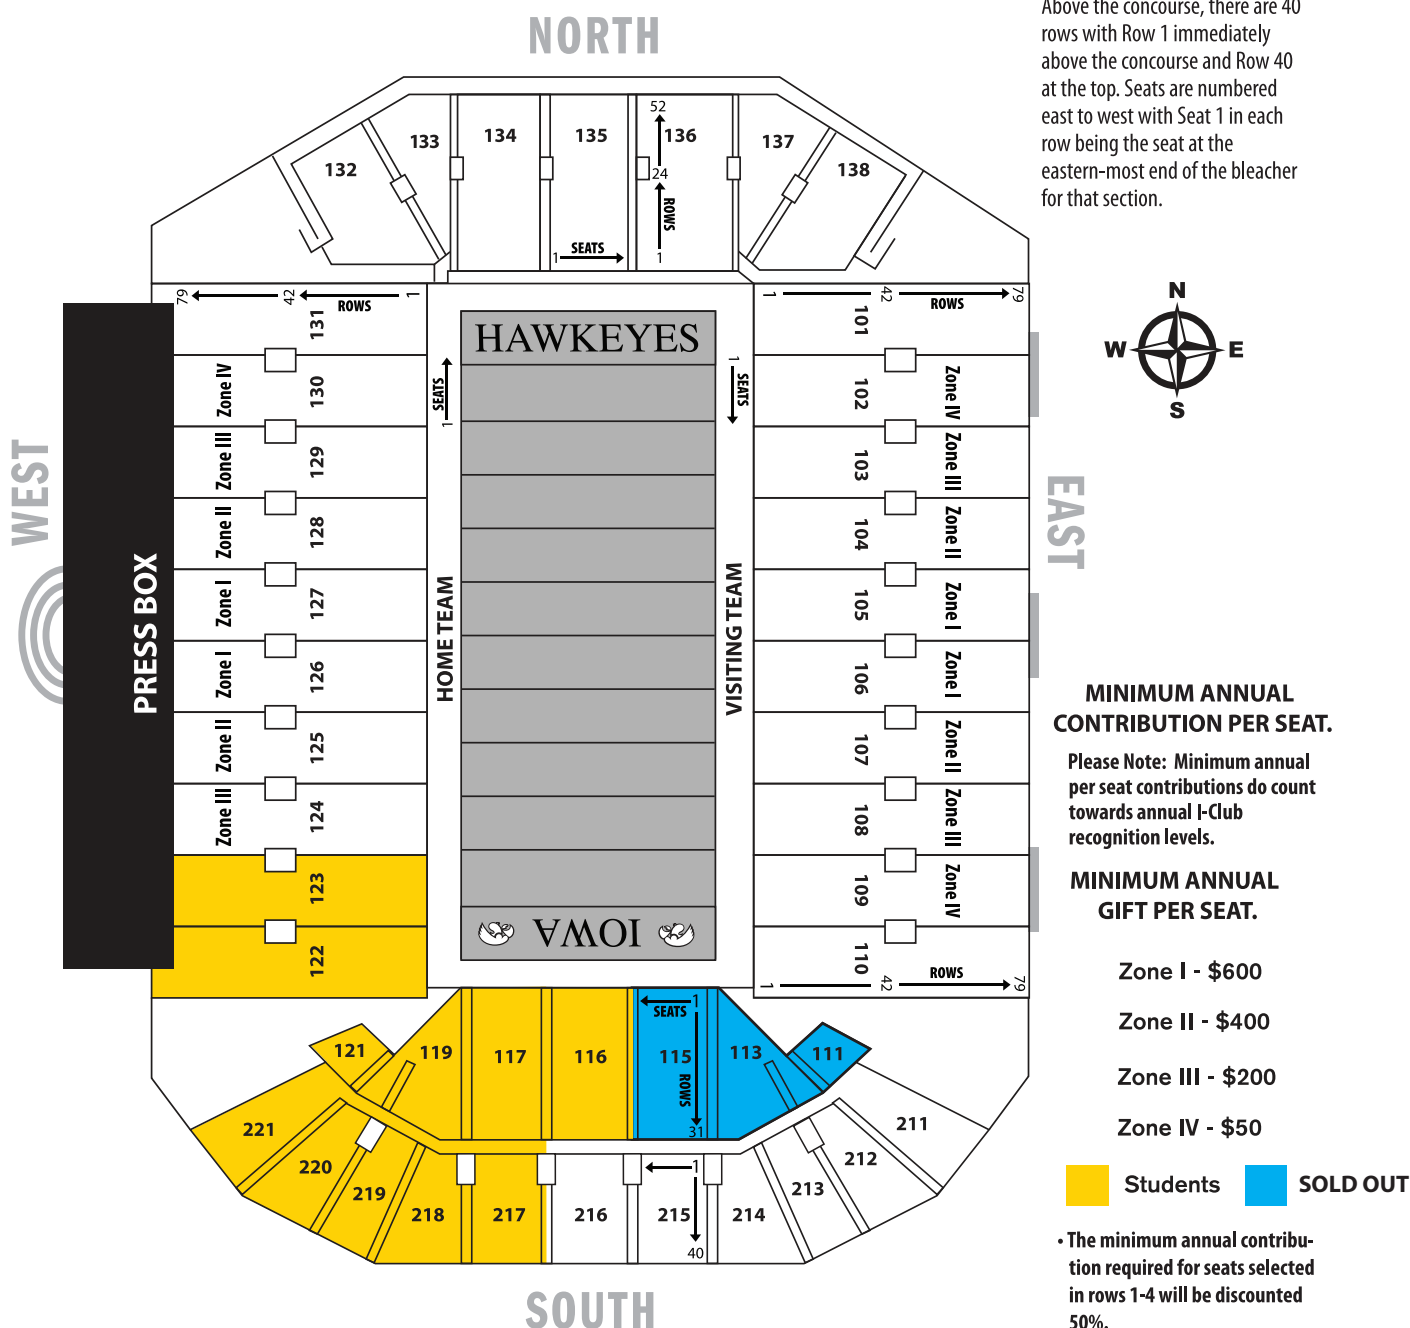 NORTH
Above the concourse, there are 40
rows with Row 1 immediately
above the concourse and Row 40
at the top. Seats are numbered
east to west with Seat 1 in each
row being the seat at the
eastern-most end of the bleacher
for that section.
132
133
134
135
136
137
138
52
24
ROWS
1
1 SEATS
79 42 ROWS 1
1 42 ROWS 79
131
130
129
128
127
126
125
124
123
122
Zone IV
Zone III
Zone II
Zone I
Zone I
Zone II
Zone III
PRESS BOX
WEST
HOME TEAM
SEATS
1
HAWKEYES
IOWA
1
SEATS
VISITING TEAM
101
102
103
104
105
106
107
108
109
110
Zone IV
Zone III
Zone II
Zone I
Zone I
Zone II
Zone III
Zone IV
1 42 ROWS 79
EAST
N
W E
S
121
119
117
116
115
113
111
1
SEATS
ROWS
31
221
220
219
218
217
216
215
214
213
212
211
1
40
SOUTH
MINIMUM ANNUAL
CONTRIBUTION PER SEAT.
Please Note: Minimum annual
per seat contributions do count
towards annual I-Club
recognition levels.
MINIMUM ANNUAL
GIFT PER SEAT.
Zone I - $600
Zone II - $400
Zone III - $200
Zone IV - $50
Students
SOLD OUT
• The minimum annual contribu-
tion required for seats selected
in rows 1-4 will be discounted
50%.